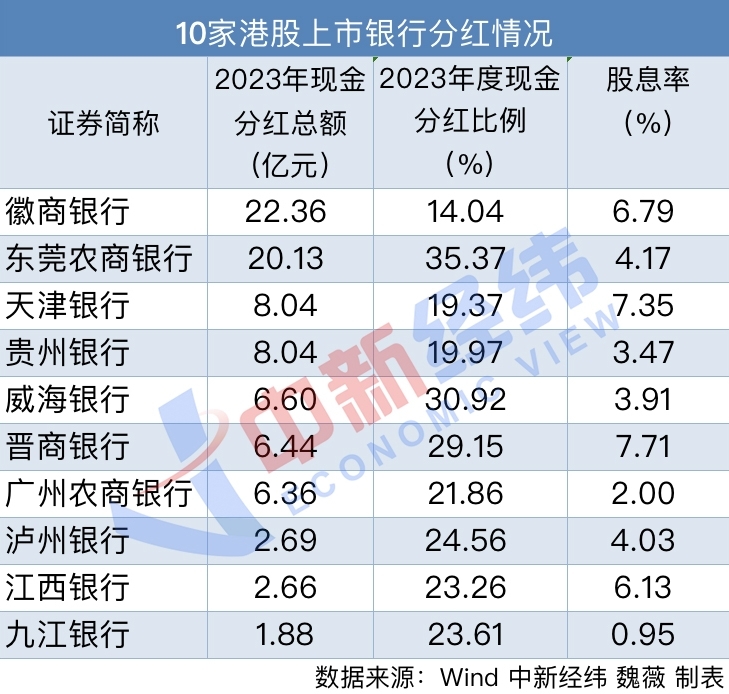 10家港股上市银行分红情况
证券简称 2023年现金分红总额(亿元) 2023年度现金分红比例(%) 股息率(%)
徽商银行 22.36 14.04 6.79
东莞农商银行 20.13 35.37 4.17
天津银行 8.04 19.37 7.35
贵州银行 8.04 19.97 3.47
威海银行 6.60 30.92 3.91
晋商银行 6.44 29.15 7.71
广州农商银行 6.36 21.86 2.00
泸州银行 2.69 24.56 4.03
江西银行 2.66 23.26 6.13
九江银行 1.88 23.61 0.95
数据来源：Wind 中新经纬 魏薇 制表
中新经纬
ECONOMIC VIEW